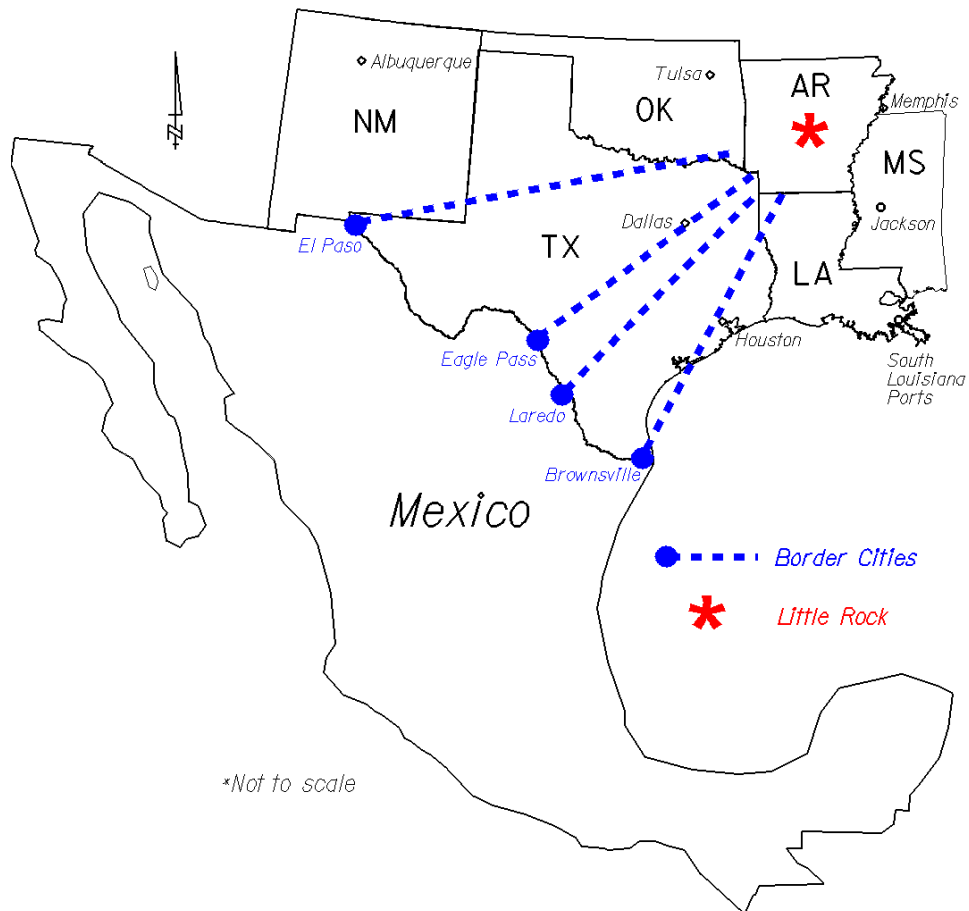 Albuquerque
Tulsa
AR
OK
Memphis
NM
MS
Dallas
Jackson
El Paso
TX
LA
Houston
Eagle Pass
South
Louisiana
Ports
Laredo
Brownsville
Mexico
Border Cities
Little Rock
*Not to scale
N